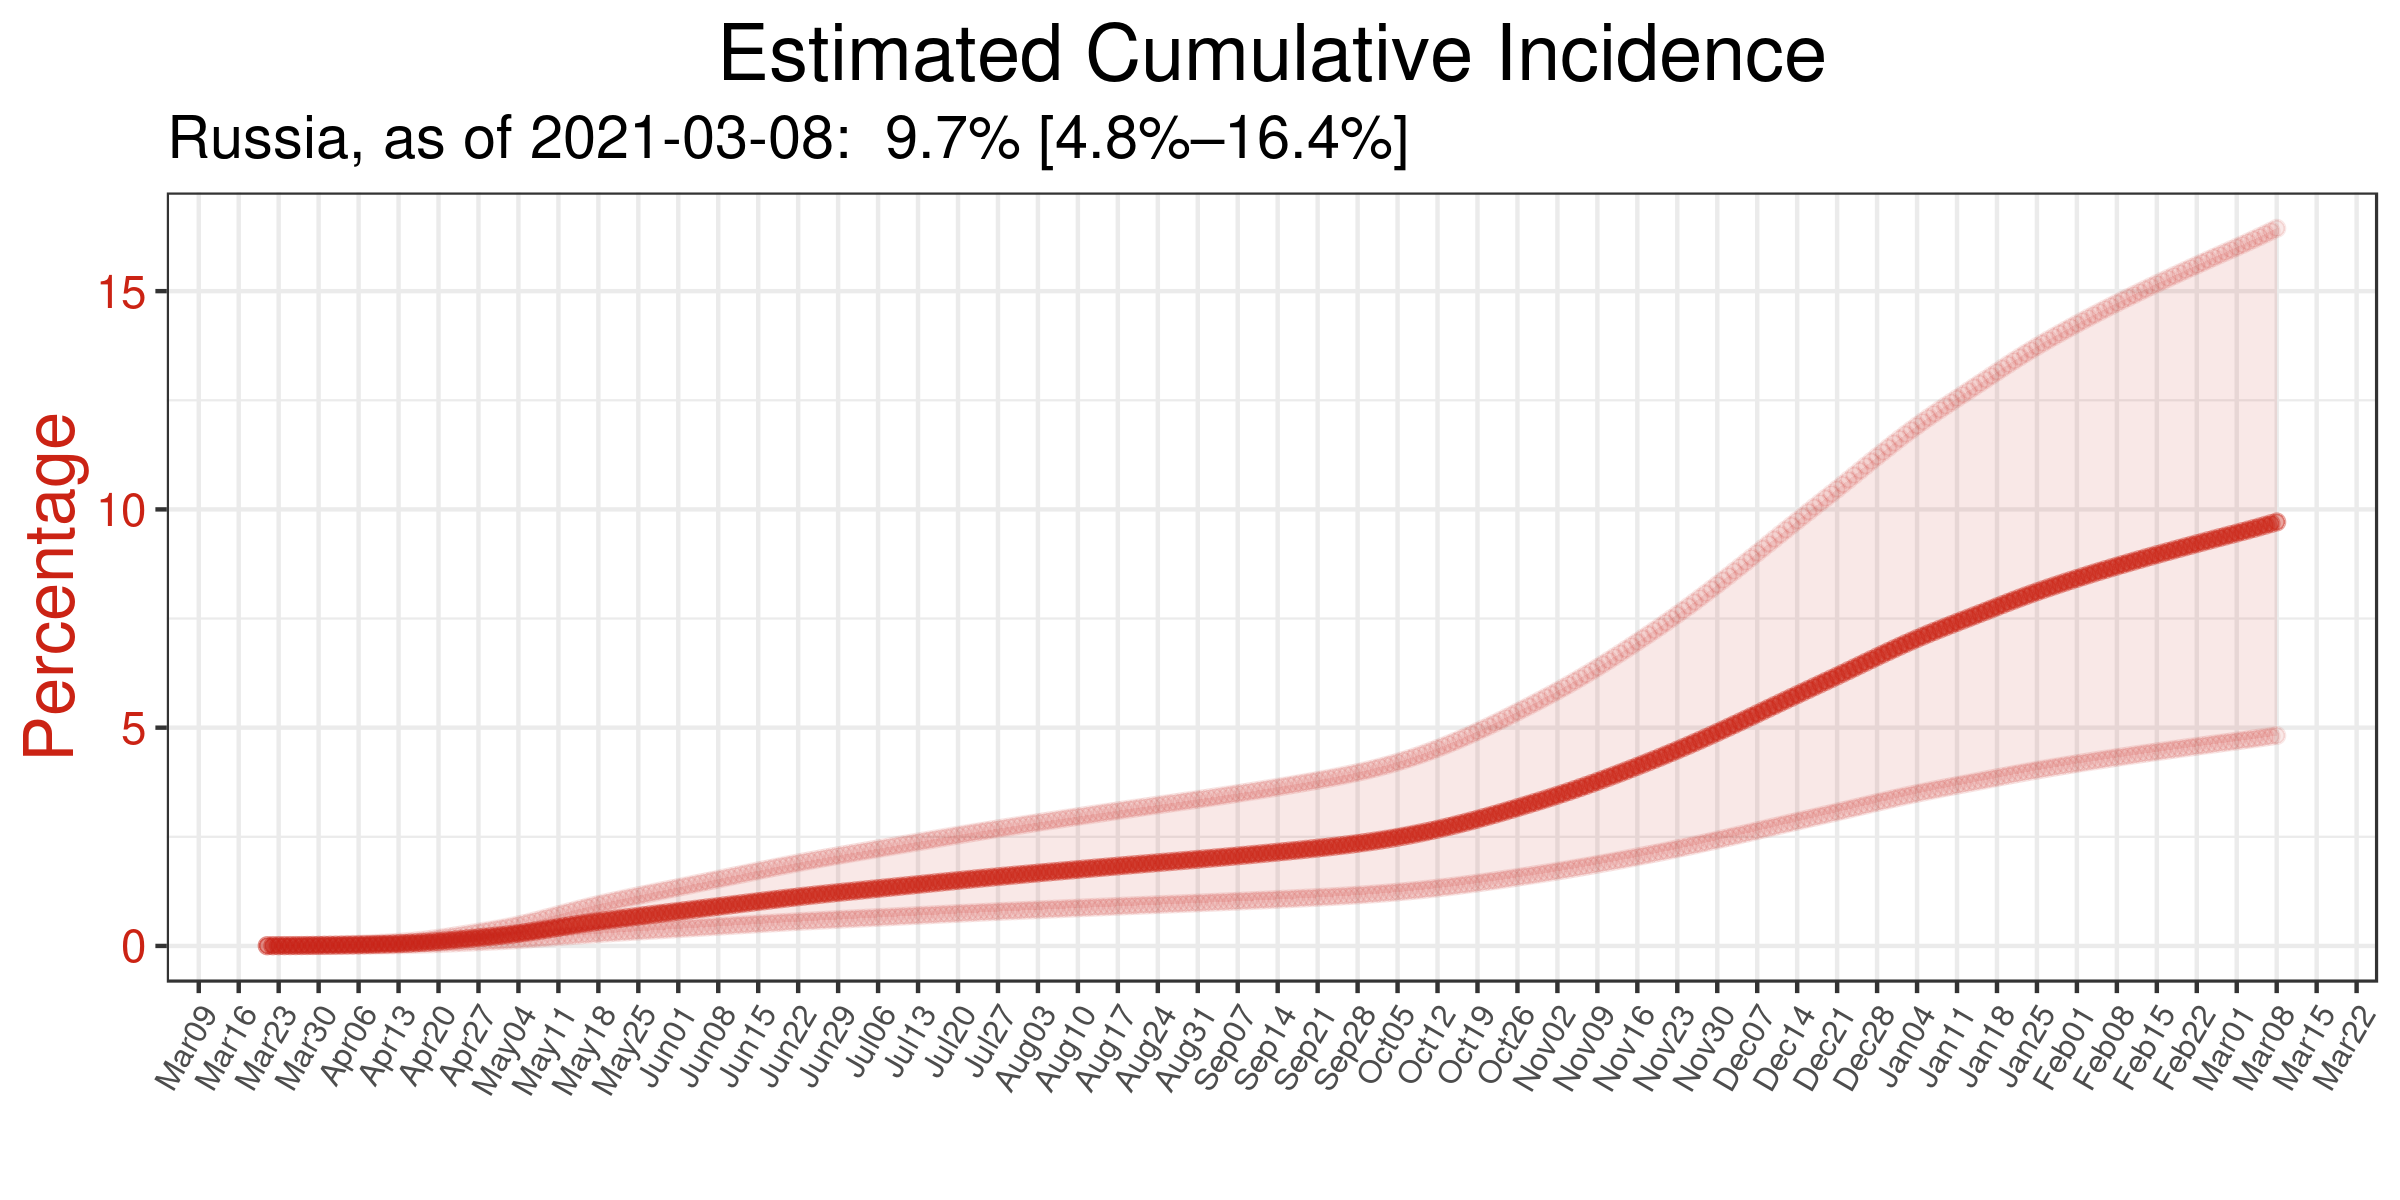 Estimated Cumulative Incidence
Russia, as of 2021-03-08:  9.7% [4.8%–16.4%]
Percentage
15
10
5
0
Mar09
Mar16
Mar23
Mar30
Apr06
Apr13
Apr20
Apr27
May04
May11
May18
May25
Jun01
Jun08
Jun15
Jun22
Jun29
Jul06
Jul13
Jul20
Jul27
Aug03
Aug10
Aug17
Aug24
Aug31
Sep07
Sep14
Sep21
Sep28
Oct05
Oct12
Oct19
Oct26
Nov02
Nov09
Nov16
Nov23
Nov30
Dec07
Dec14
Dec21
Dec28
Jan04
Jan11
Jan18
Jan25
Feb01
Feb08
Feb15
Feb22
Mar01
Mar08
Mar15
Mar22